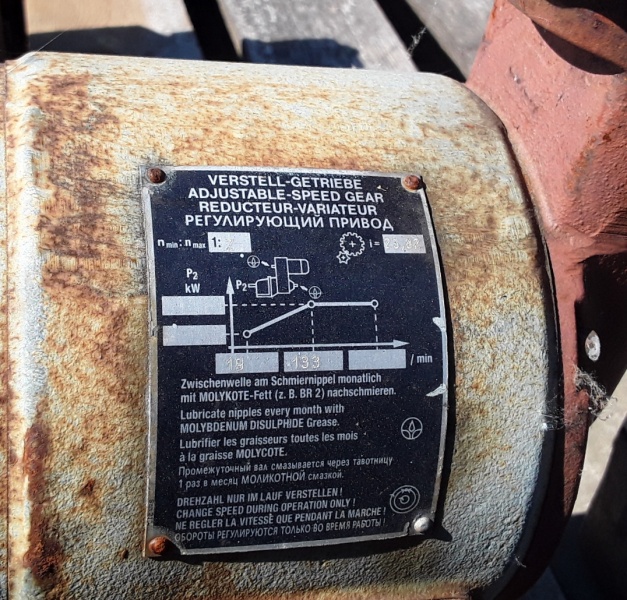 VERSTELL-GETRIEBE
ADJUSTABLE-SPEED GEAR
REDUCTEUR-VARIATEUR
РЕГУЛИРУЮЩИЙ ПРИВОД
n min : n max 1: i =
P₂
kW
P₂
19 133 / min
Zwischenwelle am Schmiernippel monatlich
mit MOLYKOTE-Fett (z. B. BR 2) nachschmieren.
Lubricate nipples every month with
MOLYBDENUM DISULPHIDE Grease.
Lubrifier les graisseurs toutes les mois
à la graisse MOLYCOTE.
Промежуточный вал смазывается через тавотницу
1 раз в месяц МОЛИКОТНОЙ смазкой.
DREHZAHL NUR IM LAUF VERSTELLEN !
CHANGE SPEED DURING OPERATION ONLY !
NE REGLER LA VITESSE QUE PENDANT LA MARCHE !
ОБОРОТЫ РЕГУЛИРУЮТСЯ ТОЛЬКО ВО ВРЕМЯ РАБОТЫ !